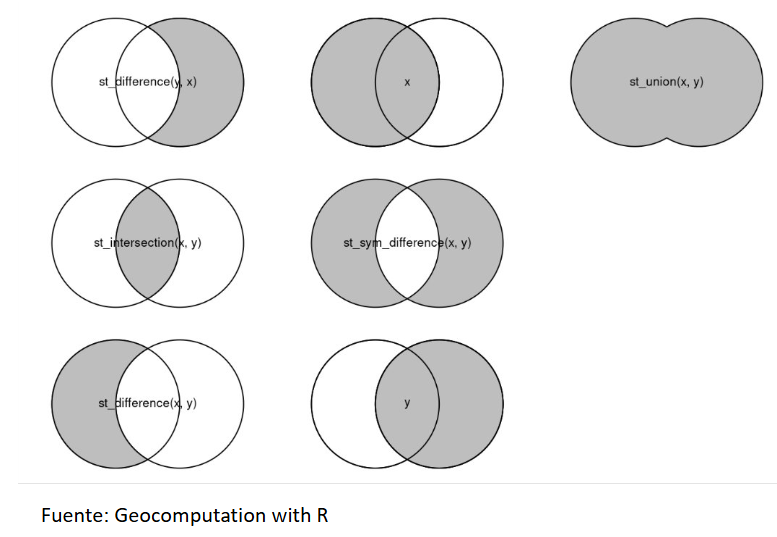 st_difference(y, x)
x
st_union(x, y)
st_intersection(x, y)
st_sym_difference(x, y)
st_difference(x, y)
y
Fuente: Geocomputation with R